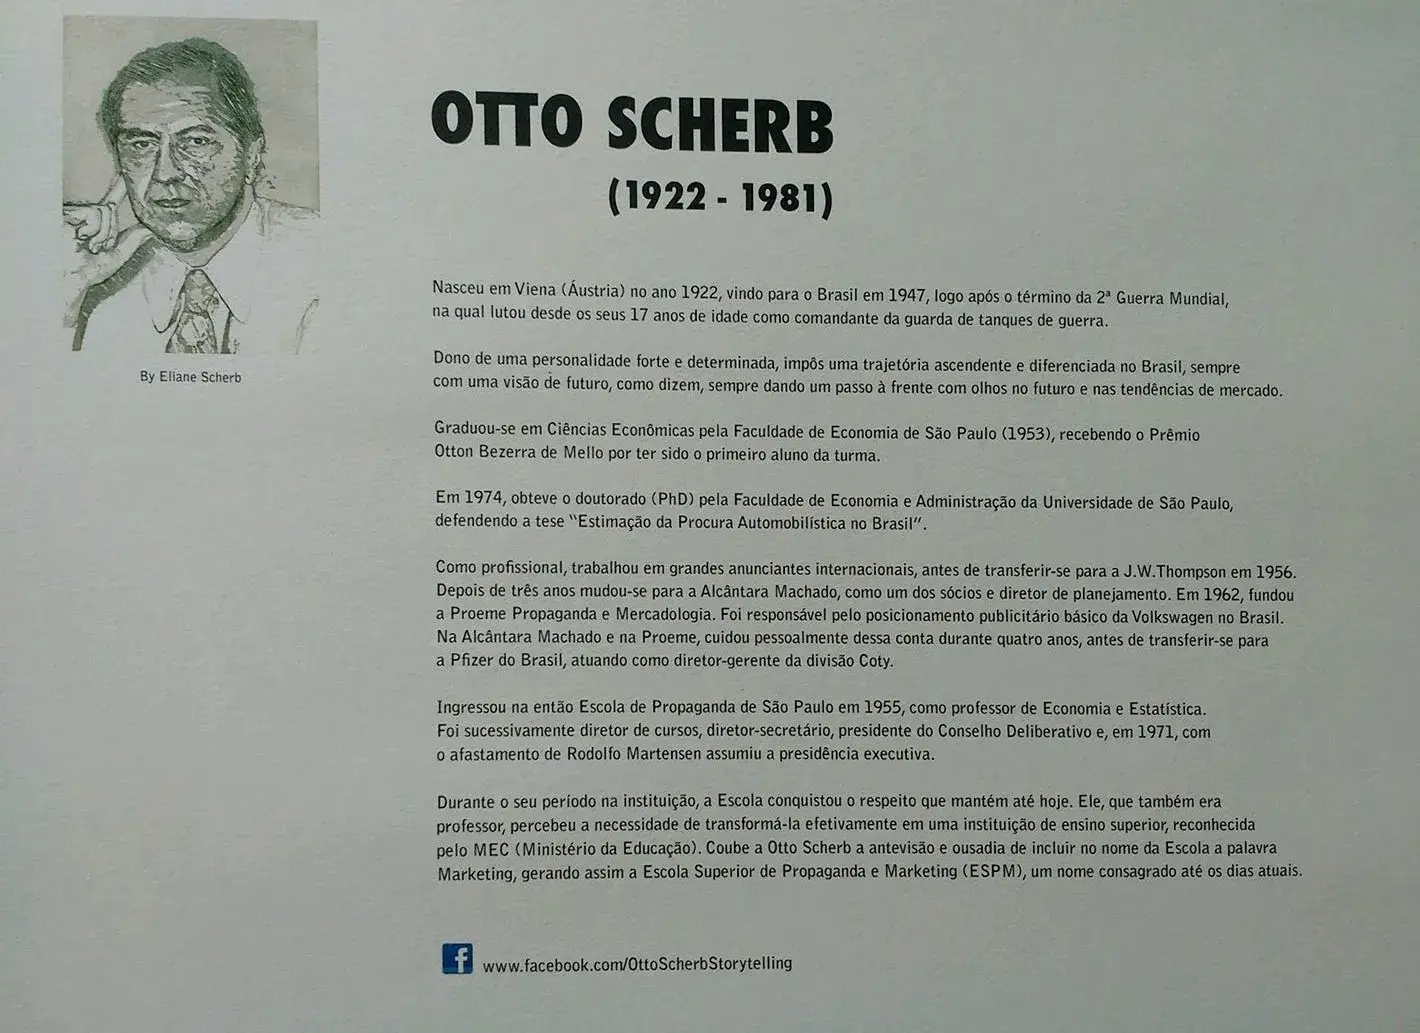 OTTO SCHERB
(1922 - 1981)
By Eliane Scherb
Nasceu em Viena (Áustria) no ano 1922, vindo para o Brasil em 1947, logo após o término da 2ª Guerra Mundial,
na qual lutou desde os seus 17 anos de idade como comandante da guarda de tanques de guerra.
Dono de uma personalidade forte e determinada, impôs uma trajetória ascendente e diferenciada no Brasil, sempre
com uma visão de futuro, como dizem, sempre dando um passo à frente com olhos no futuro e nas tendências de mercado.
Graduou-se em Ciências Econômicas pela Faculdade de Economia de São Paulo (1953), recebendo o Prêmio
Otton Bezerra de Mello por ter sido o primeiro aluno da turma.
Em 1974, obteve o doutorado (PhD) pela Faculdade de Economia e Administração da Universidade de São Paulo,
defendendo a tese "Estimação da Procura Automobilística no Brasil".
Como profissional, trabalhou em grandes anunciantes internacionais, antes de transferir-se para a J.W.Thompson em 1956.
Depois de três anos mudou-se para a Alcântara Machado, como um dos sócios e diretor de planejamento. Em 1962, fundou
a Proeme Propaganda e Mercadologia. Foi responsável pelo posicionamento publicitário básico da Volkswagen no Brasil.
Na Alcântara Machado e na Proeme, cuidou pessoalmente dessa conta durante quatro anos, antes de transferir-se para
a Pfizer do Brasil, atuando como diretor-gerente da divisão Coty.
Ingressou na então Escola de Propaganda de São Paulo em 1955, como professor de Economia e Estatística.
Foi sucessivamente diretor de cursos, diretor-secretário, presidente do Conselho Deliberativo e, em 1971, com
o afastamento de Rodolfo Martensen assumiu a presidência executiva.
Durante o seu período na instituição, a Escola conquistou o respeito que mantém até hoje. Ele, que também era
professor, percebeu a necessidade de transformá-la efetivamente em uma instituição de ensino superior, reconhecida
pelo MEC (Ministério da Educação). Coube a Otto Scherb a antevisão e ousadia de incluir no nome da Escola a palavra
Marketing, gerando assim a Escola Superior de Propaganda e Marketing (ESPM), um nome consagrado até os dias atuais.
f www.facebook.com/OttoScherbStorytelling